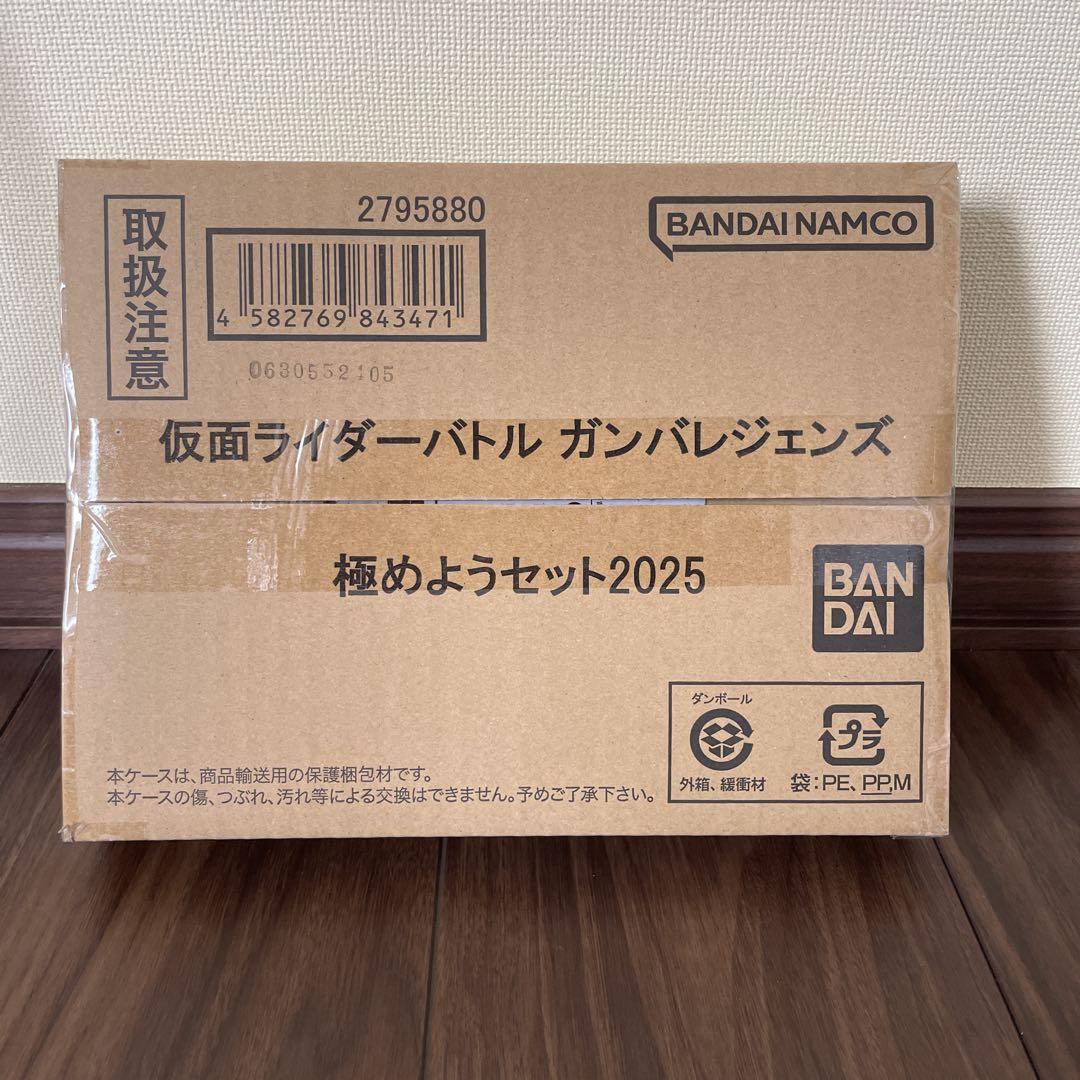 取扱注意
2795880
4 582769 843471
0630552405
BANDAI NAMCO
仮面ライダーバトル ガンバレジェンズ
極めようセット2025
BAN
DAI
ダンボール
外箱、緩衝材
プラ
袋:PE、PP,M
本ケースは、商品輸送用の保護梱包材です。
本ケースの傷、つぶれ、汚れ等による交換はできません。予めご了承下さい。